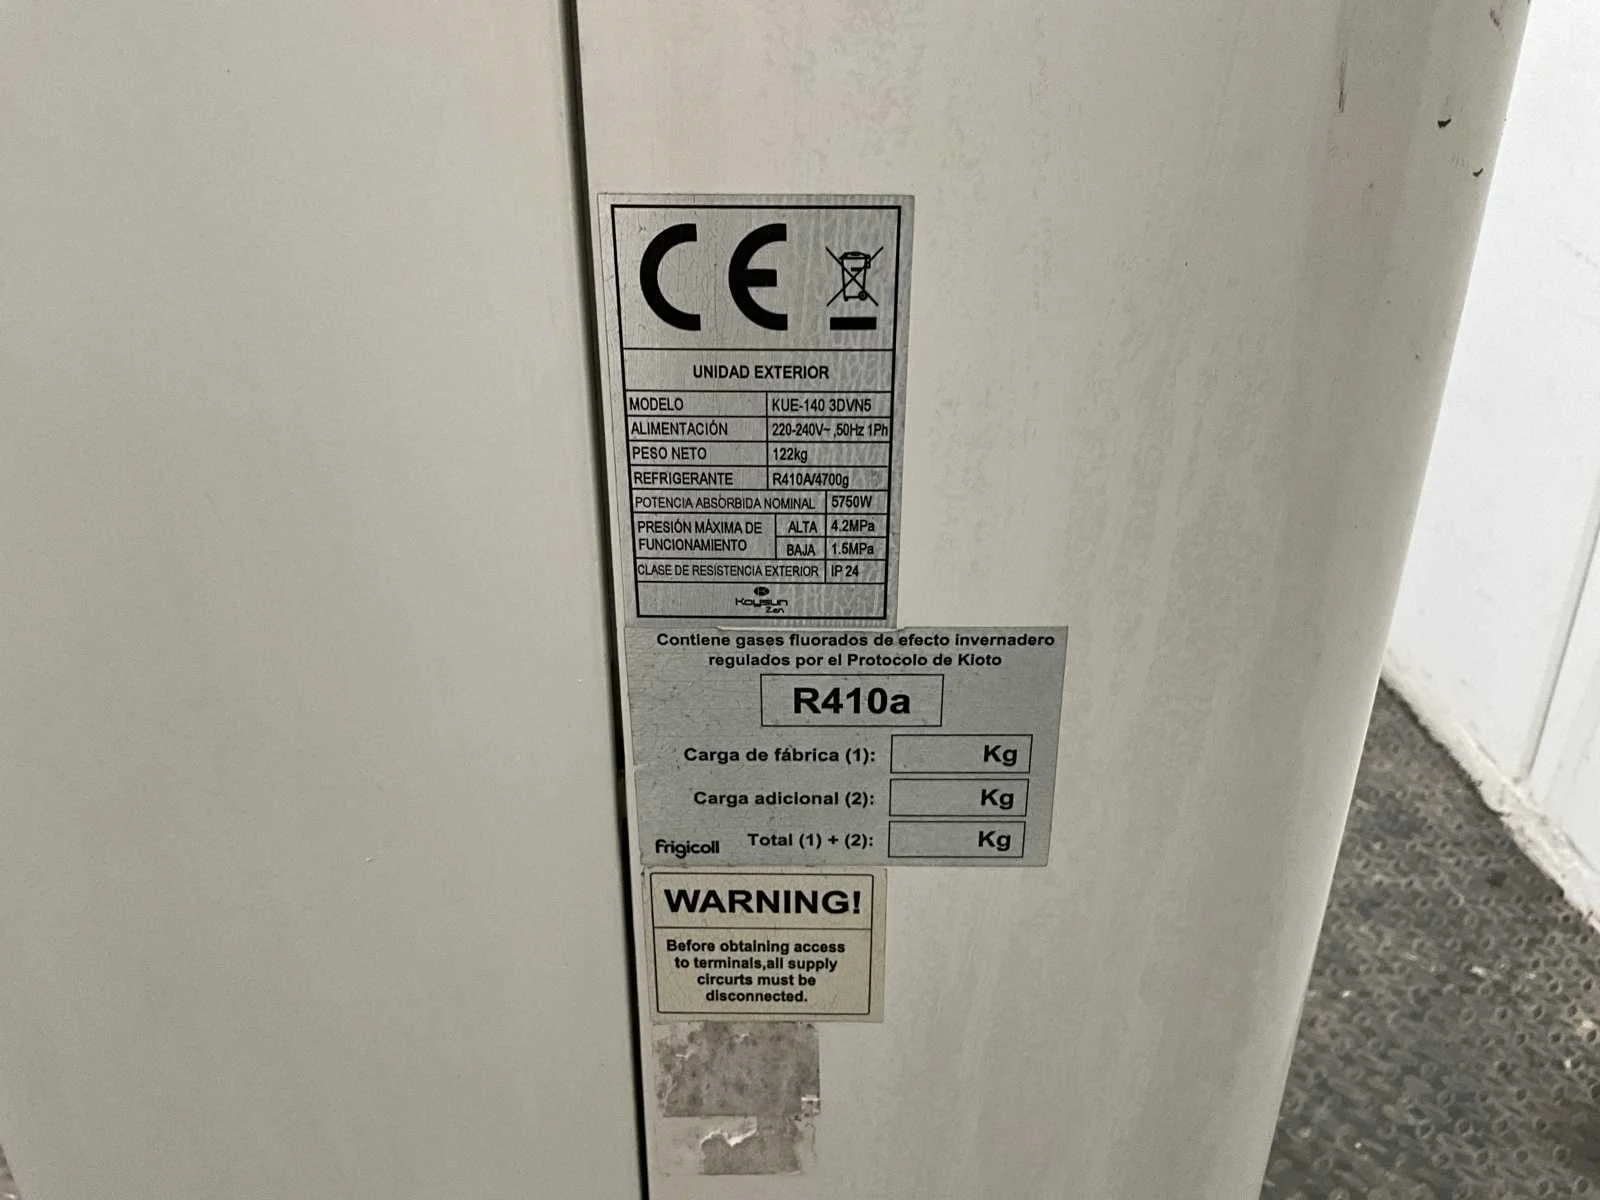 CE
UNIDAD EXTERIOR
MODELO KUE-140 3DVN5
ALIMENTACIÓN 220-240V~,50Hz 1Ph
PESO NETO 122kg
REFRIGERANTE R410A/4700g
POTENCIA ABSORBIDA NOMINAL 5750W
PRESIÓN MÁXIMA DE FUNCIONAMIENTO ALTA 4.2MPa
BAJA 1.5MPa
CLASE DE RESISTENCIA EXTERIOR IP 24
Kaysun
Zen
Contiene gases fluorados de efecto invernadero
regulados por el Protocolo de Kioto
R410a
Carga de fábrica (1): Kg
Carga adicional (2): Kg
Frigicoll Total (1) + (2): Kg
WARNING!
Before obtaining access
to terminals,all supply
circurts must be
disconnected.